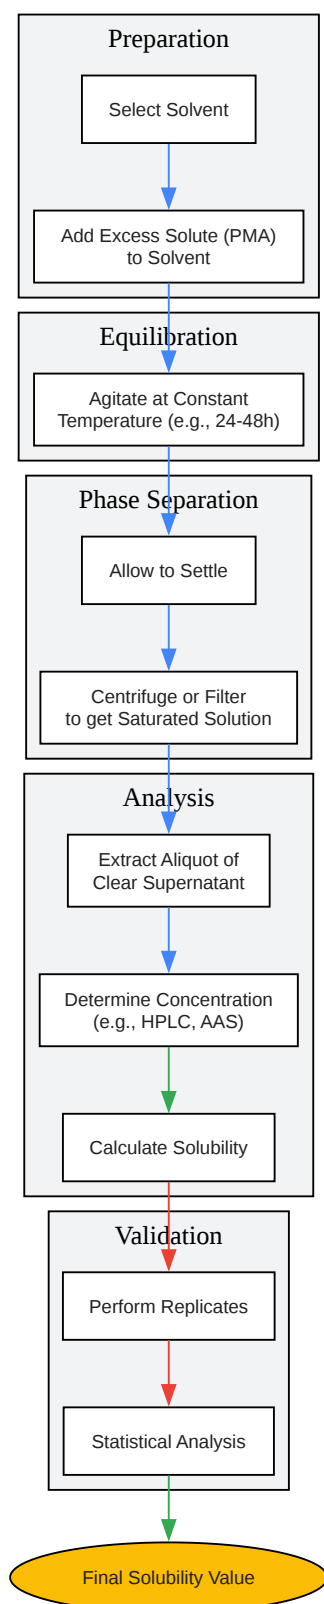 Preparation
Select Solvent
Add Excess Solute (PMA)
to Solvent
Equilibration
Agitate at Constant
Temperature (e.g., 24-48h)
Phase Separation
Allow to Settle
Centrifuge or Filter
to get Saturated Solution
Analysis
Extract Aliquot of
Clear Supernatant
Determine Concentration
(e.g., HPLC, AAS)
Calculate Solubility
Validation
Perform Replicates
Statistical Analysis
Final Solubility Value